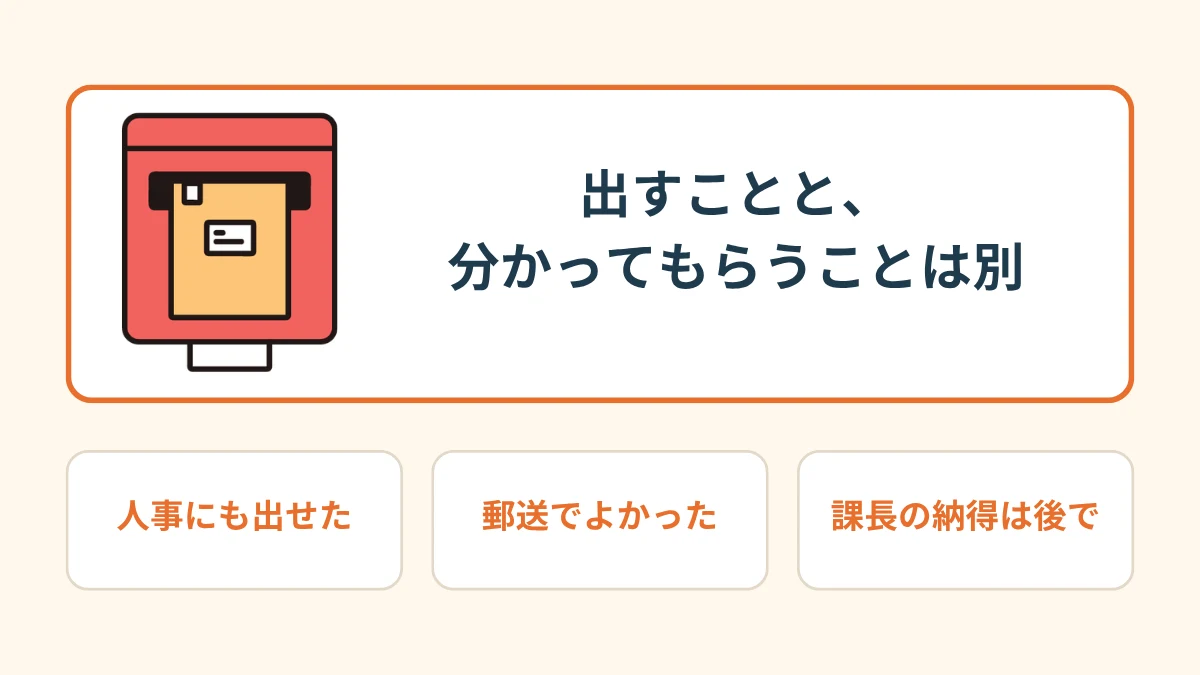 出すことと、
分かってもらうことは別
人事にも出せた
郵送でよかった
課長の納得は後で